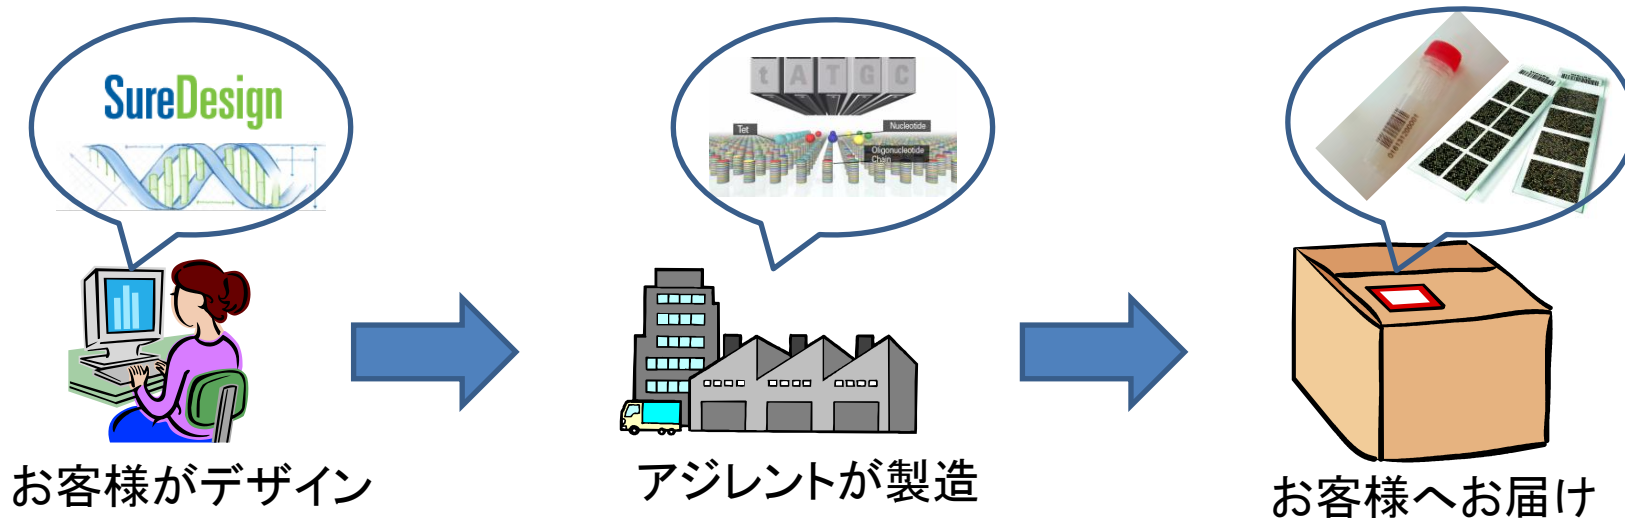 SureDesign
t A T G C
Tet
Nucleotide
Oligonucleotide
Chain
お客様がデザイン
アジレントが製造
お客様へお届け